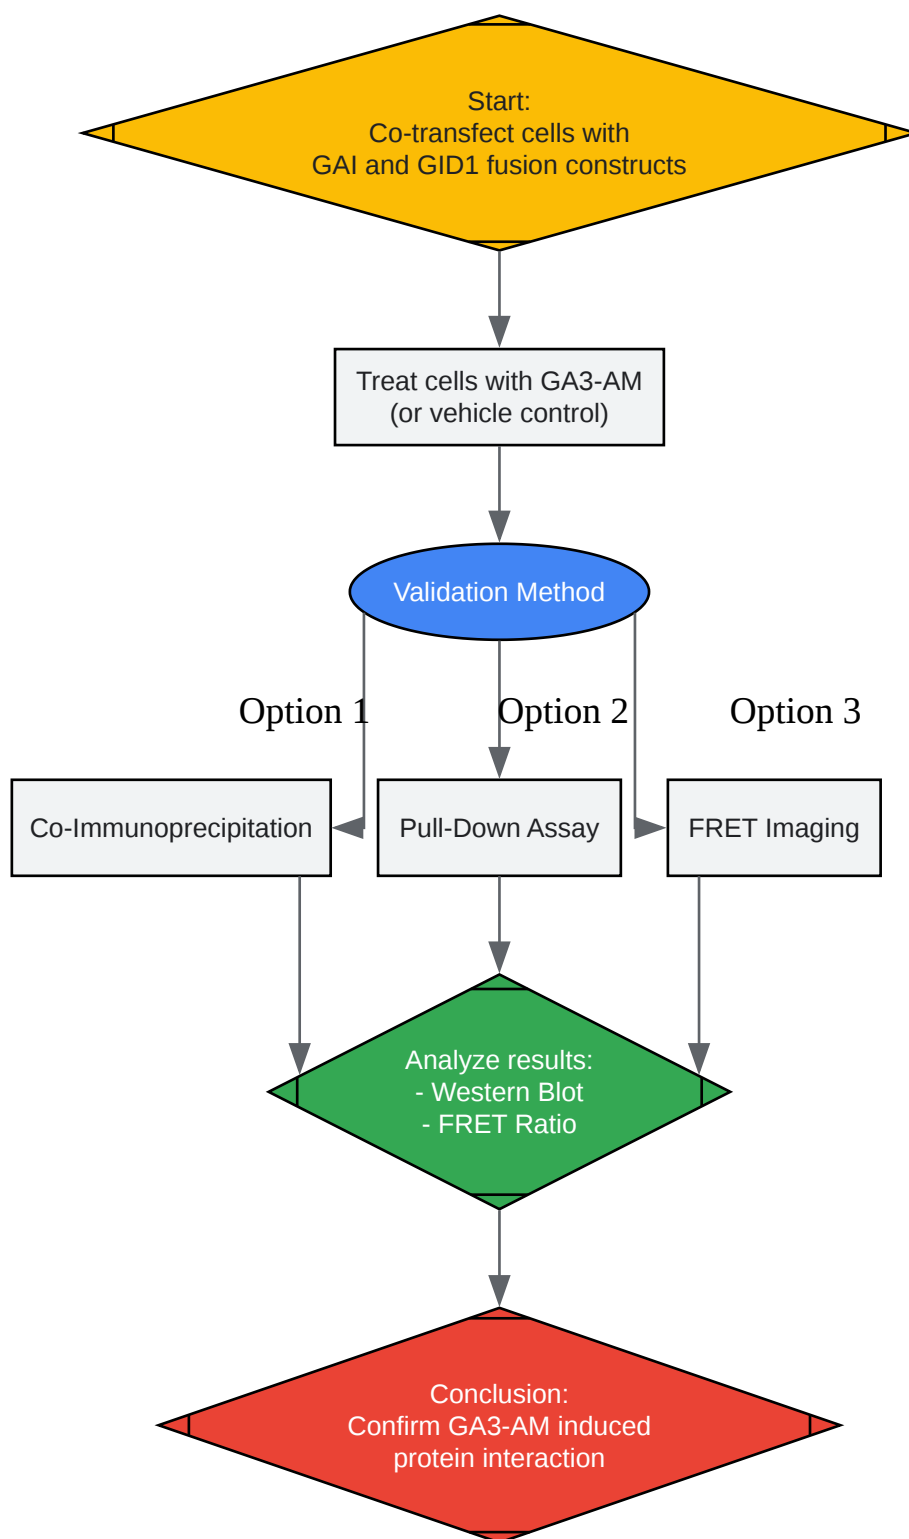 Start:
Co-transfect cells with
GAI and GID1 fusion constructs
Treat cells with GA3-AM
(or vehicle control)
Validation Method
Option 1
Option 2
Option 3
Co-Immunoprecipitation
Pull-Down Assay
FRET Imaging
Analyze results:
- Western Blot
- FRET Ratio
Conclusion:
Confirm GA3-AM induced
protein interaction